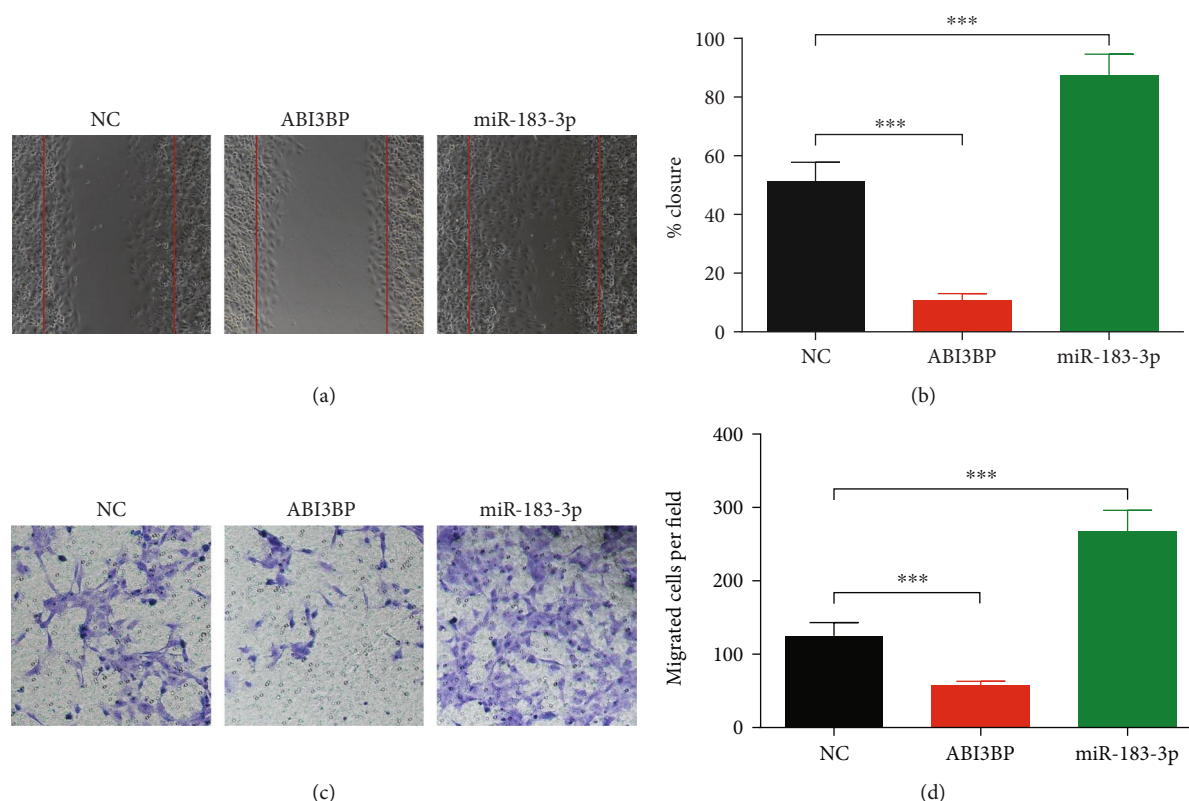 NC
ABI3BP
miR-183-3p
(a)
% closure
100
80
60
40
20
0
***
***
NC
ABI3BP
miR-183-3p
(b)
NC
ABI3BP
miR-183-3p
(c)
Migrated cells per field
400
300
200
100
0
***
***
NC
ABI3BP
miR-183-3p
(d)